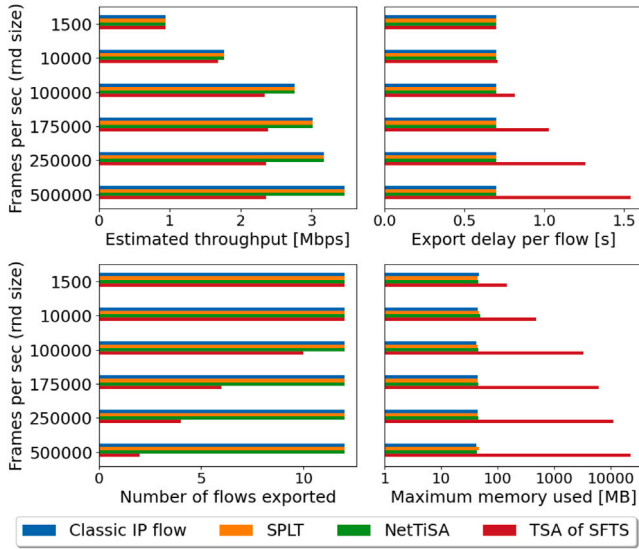 Frames per sec (rnd size)
1500
10000
100000
175000
250000
500000
0 1 2 3
Estimated throughput [Mbps]
0.0 0.5 1.0 1.5
Export delay per flow [s]
Frames per sec (rnd size)
1500
10000
100000
175000
250000
500000
0 5 10
Number of flows exported
1 10 100 1000 10000
Maximum memory used [MB]
Classic IP flow SPLT NetTiSA TSA of SFTS